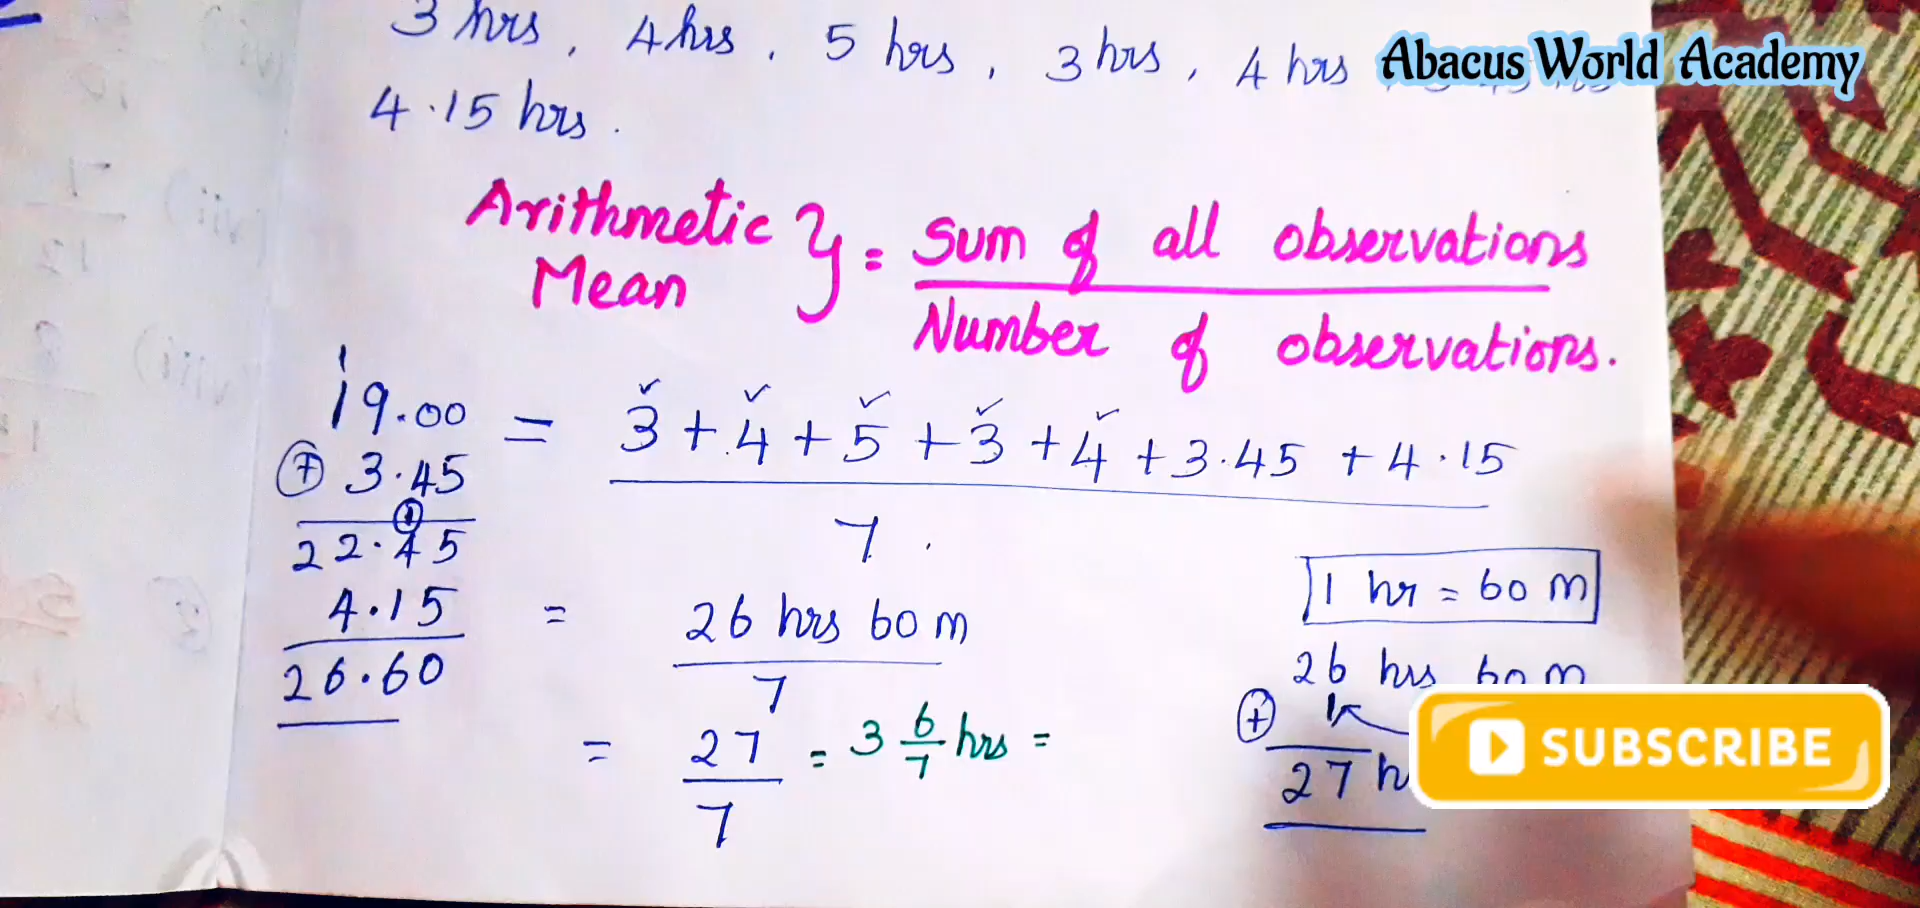 3 hrs, 4 hrs, 5 hrs, 3 hrs, 4 hrs
Abacus World Academy
4.15 hrs.
Arithmetic Mean } = Sum of all observations
Number of observations.
1
19.00
+ 3.45
1
22.45
4.15
26.60
= 3 + 4 + 5 + 3 + 4 + 3.45 + 4.15
7.
= 26 hrs 60 m
7
= 27 = 3 6/7 hrs =
7
1 hr = 60 m
26 hrs 60 m
+ 1
27 h
SUBSCRIBE